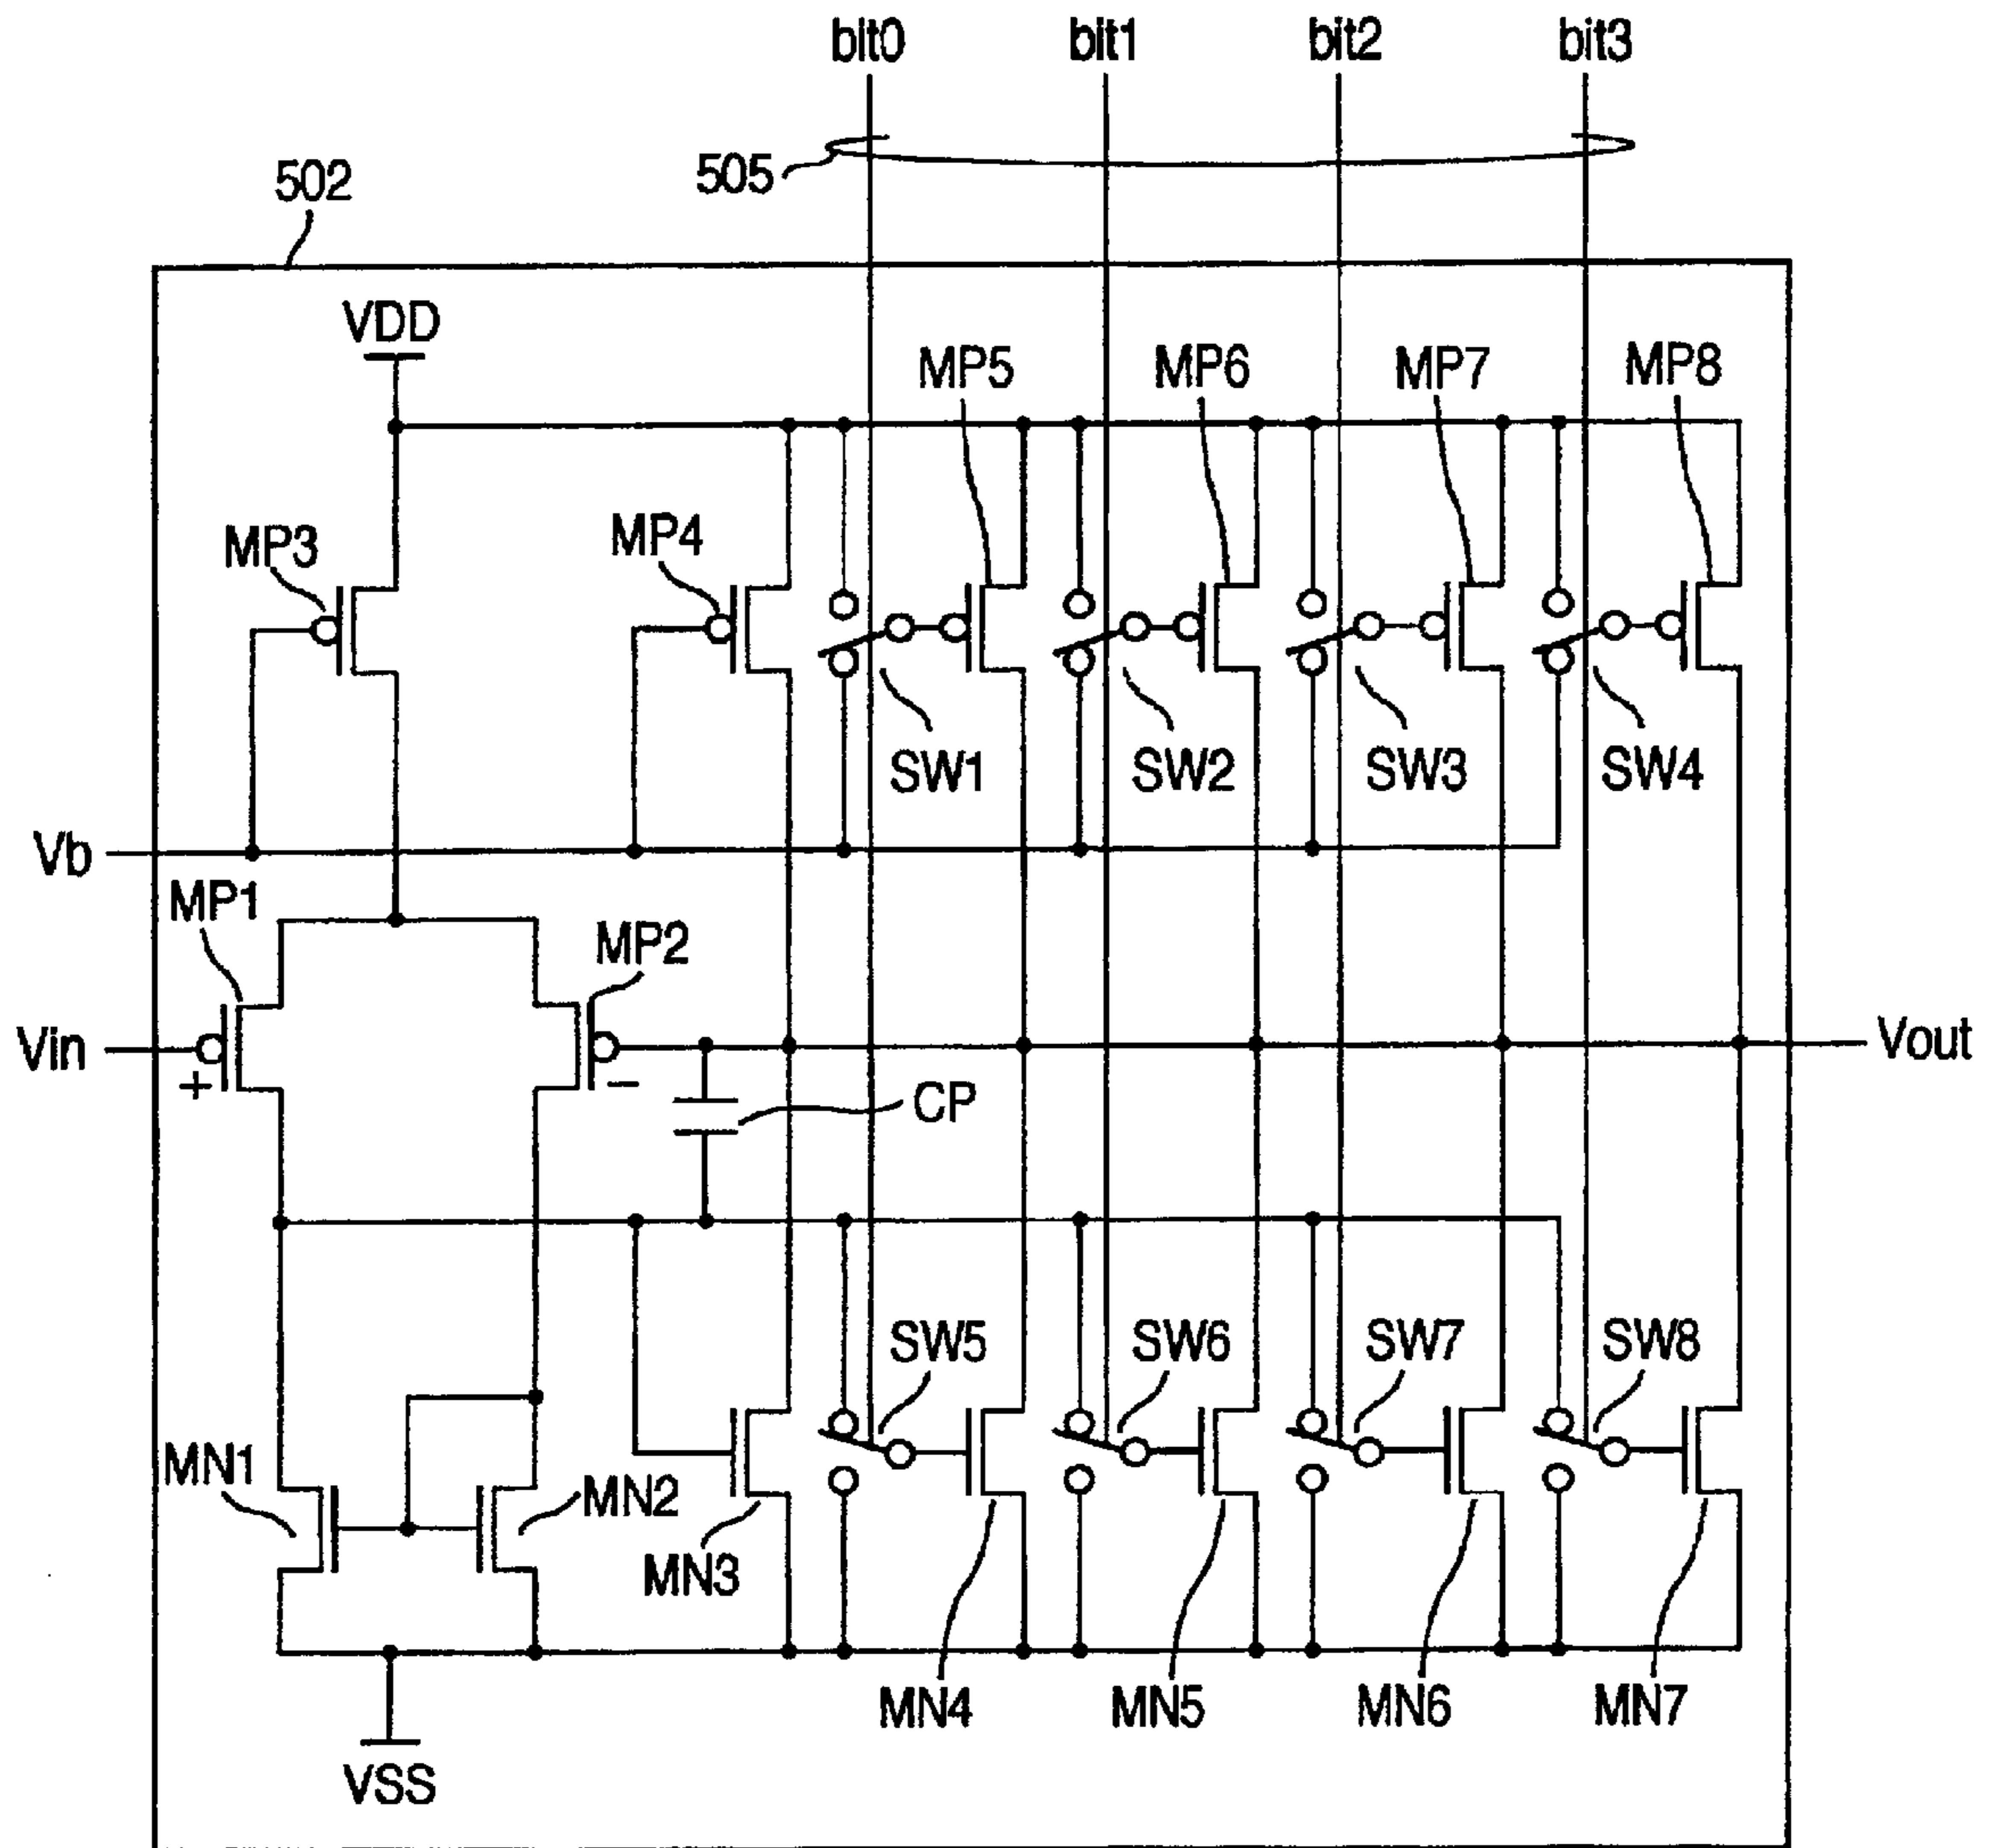 bit0 bit1 bit2 bit3
505
502
VDD
MP5 MP6 MP7 MP8
MP3 MP4
SW1 SW2 SW3 SW4
Vb
MP1 MP2
Vin Vout
+ −
CP
SW5 SW6 SW7 SW8
MN1 MN2
MN3
MN4 MN5 MN6 MN7
VSS